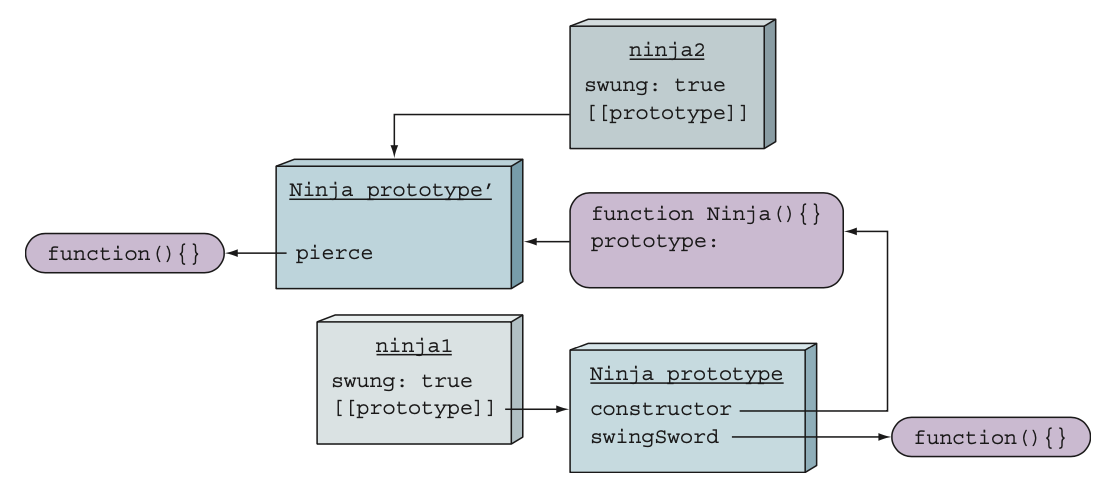 ninja2
swung: true
[[prototype]]
Ninja prototype′
pierce
function(){}
function Ninja(){}
prototype:
ninja1
swung: true
[[prototype]]
Ninja prototype
constructor
swingSword
function(){}